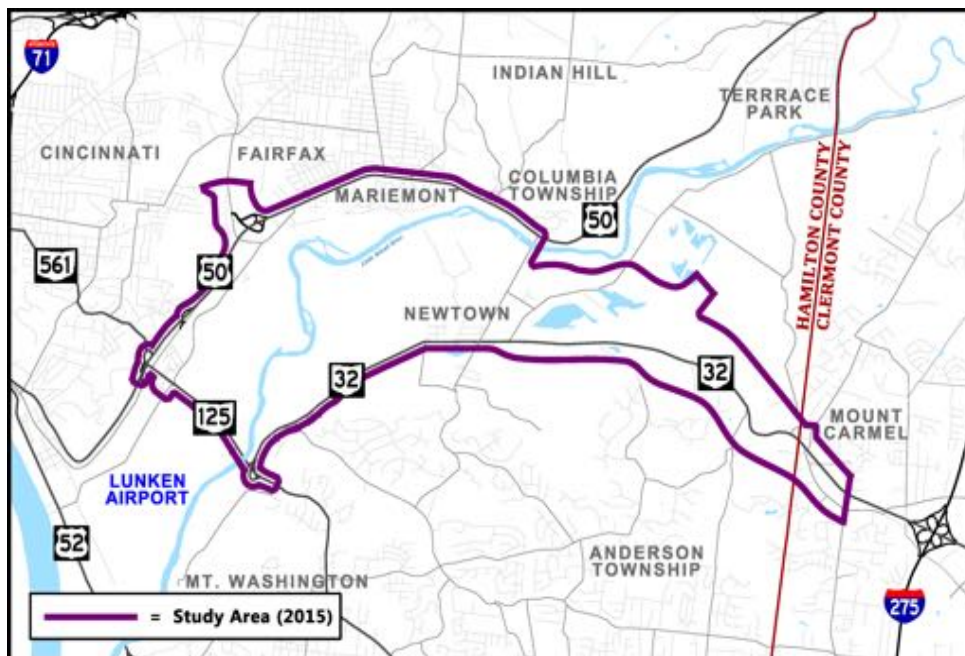 71
INDIAN HILL
TERRRACE
PARK
CINCINNATI
FAIRFAX
COLUMBIA
TOWNSHIP
MARIEMONT
50
HAMILTON COUNTY
CLERMONT COUNTY
561
50
NEWTOWN
32
32
125
MOUNT
CARMEL
LUNKEN
AIRPORT
52
ANDERSON
TOWNSHIP
MT. WASHINGTON
275
= Study Area (2015)